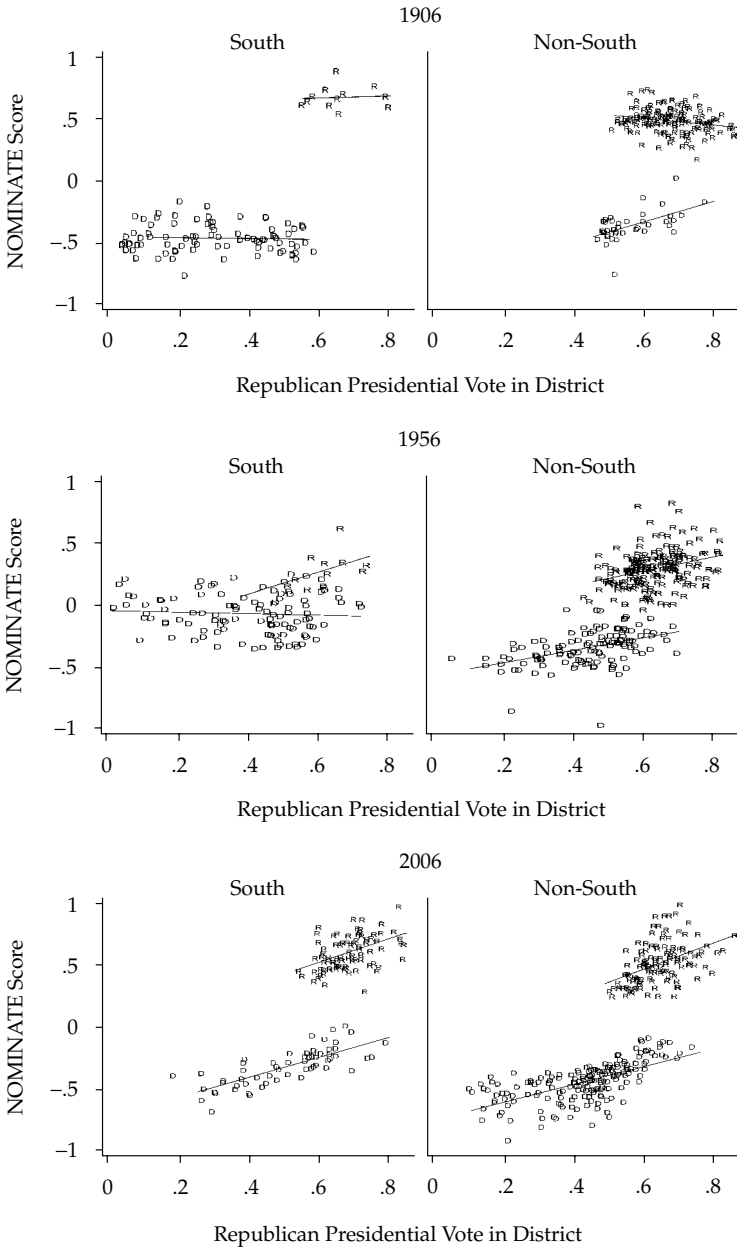 1906
South
Non-South
NOMINATE Score
1
.5
0
−.5
−1
0 .2 .4 .6 .8
0 .2 .4 .6 .8
Republican Presidential Vote in District
1956
South
Non-South
NOMINATE Score
1
.5
0
−.5
−1
0 .2 .4 .6 .8
0 .2 .4 .6 .8
Republican Presidential Vote in District
2006
South
Non-South
NOMINATE Score
1
.5
0
−.5
−1
0 .2 .4 .6 .8
0 .2 .4 .6 .8
Republican Presidential Vote in District